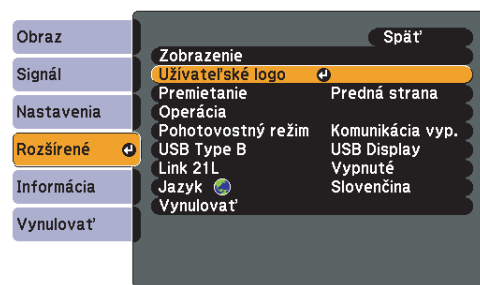 Obraz
Signál
Nastavenia
Rozšírené
Informácia
Vynulovať
Späť
Zobrazenie
Užívateľské logo
Premietanie Predná strana
Operácia
Pohotovostný režim Komunikácia vyp.
USB Type B USB Display
Link 21L Vypnuté
Jazyk Slovenčina
Vynulovať